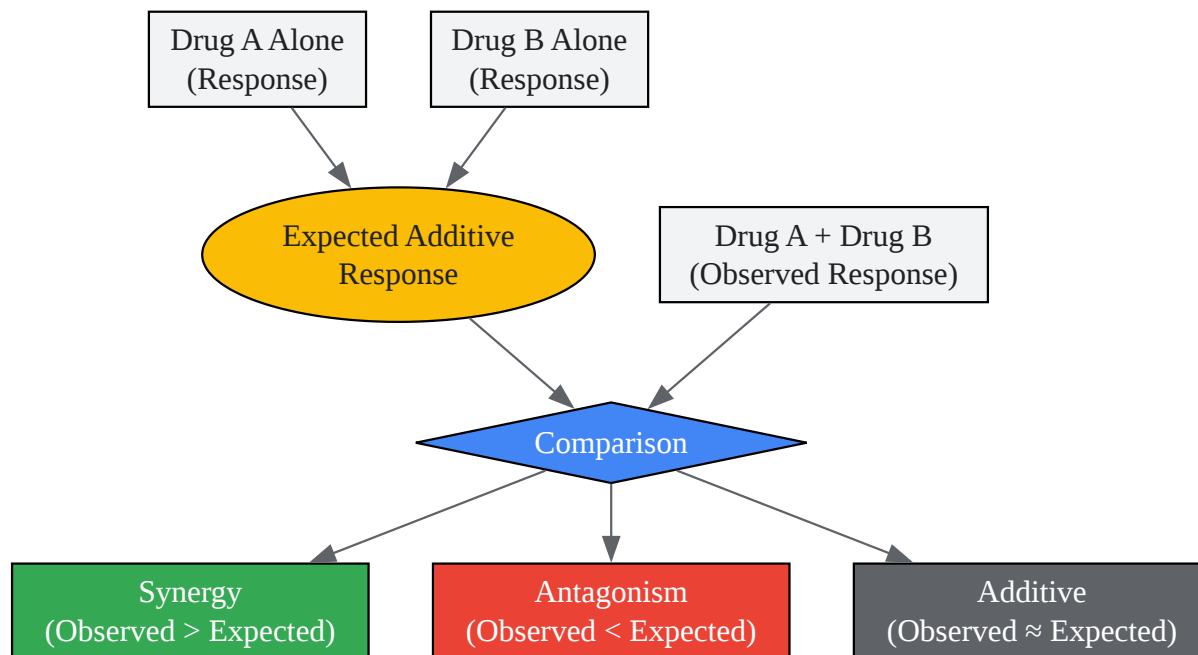 Drug A Alone
(Response)
Drug B Alone
(Response)
Expected Additive
Response
Drug A + Drug B
(Observed Response)
Comparison
Synergy
(Observed > Expected)
Antagonism
(Observed < Expected)
Additive
(Observed ≈ Expected)